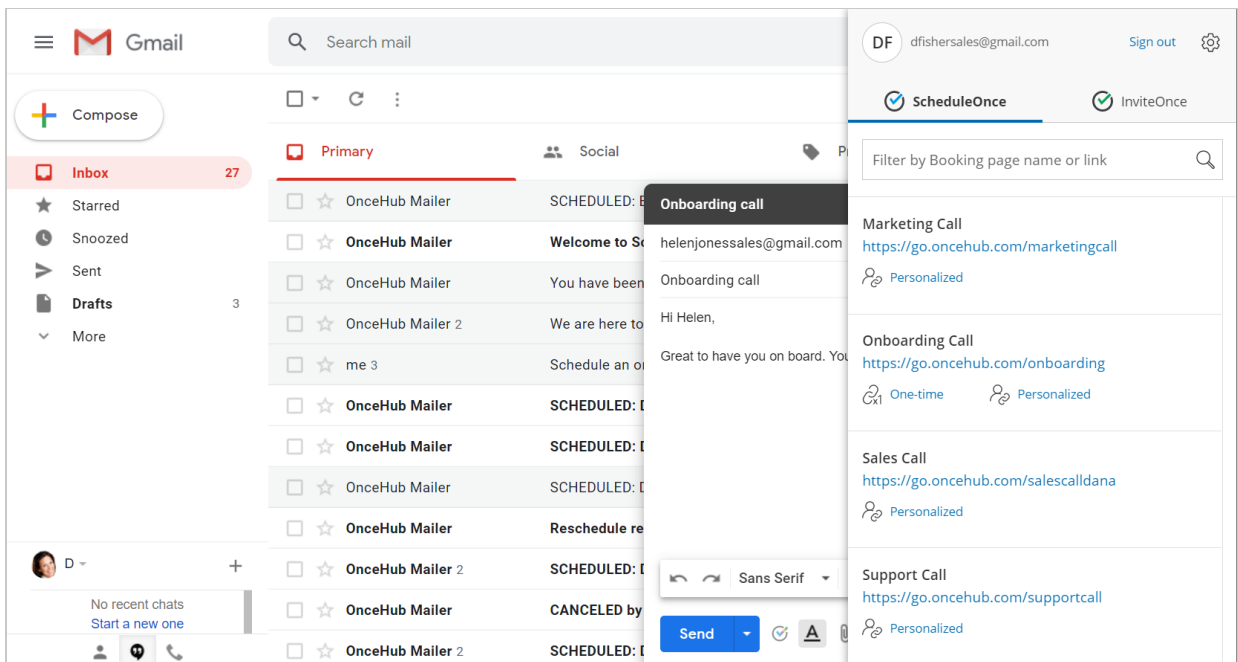 Gmail
Search mail
Compose
Inbox 27
Starred
Snoozed
Sent
Drafts 3
More
D
No recent chats
Start a new one
Primary
Social
OnceHub Mailer SCHEDULED:
OnceHub Mailer Welcome to
OnceHub Mailer You have been
OnceHub Mailer 2 We are here to
me 3 Schedule an
OnceHub Mailer SCHEDULED:
OnceHub Mailer SCHEDULED:
OnceHub Mailer SCHEDULED:
OnceHub Mailer Reschedule
OnceHub Mailer 2 SCHEDULED:
OnceHub Mailer CANCELED by
OnceHub Mailer 2 SCHEDULED:
Onboarding call
helenjonessales@gmail.com
Onboarding call
Hi Helen,
Great to have you on board.
Sans Serif
Send
A
DF dfishersales@gmail.com Sign out
ScheduleOnce InviteOnce
Filter by Booking page name or link
Marketing Call
https://go.oncehub.com/marketingcall
Personalized
Onboarding Call
https://go.oncehub.com/onboarding
x1 One-time Personalized
Sales Call
https://go.oncehub.com/salescalldana
Personalized
Support Call
https://go.oncehub.com/supportcall
Personalized